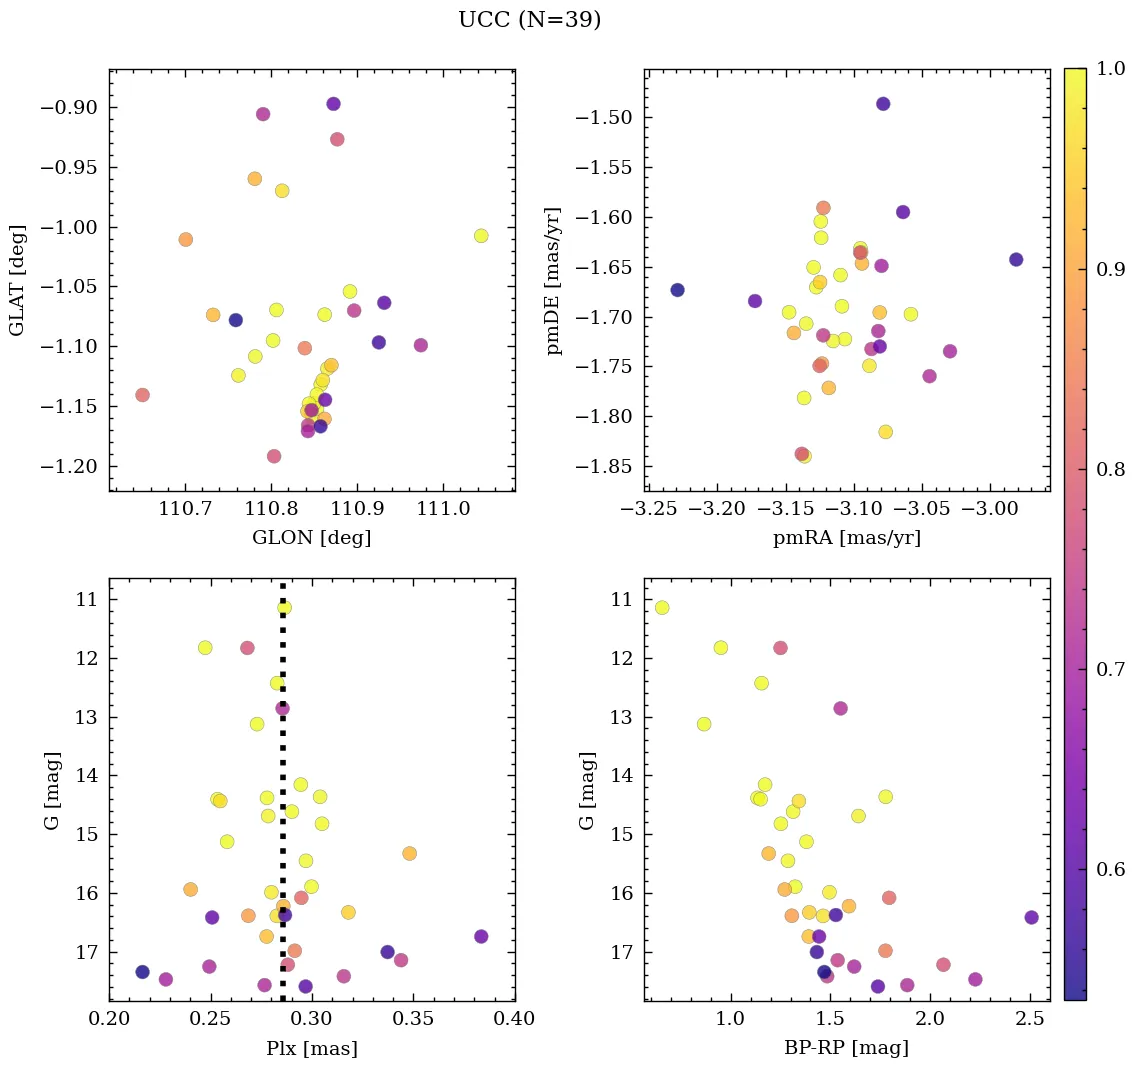 UCC (N=39)
−0.90
−0.95
−1.00
−1.05
−1.10
−1.15
−1.20
GLAT [deg]
110.7 110.8 110.9 111.0
GLON [deg]
−1.50
−1.55
−1.60
−1.65
−1.70
−1.75
−1.80
−1.85
pmDE [mas/yr]
−3.25 −3.20 −3.15 −3.10 −3.05 −3.00
pmRA [mas/yr]
1.0
0.9
0.8
0.7
0.6
11
12
13
14
15
16
17
G [mag]
0.20 0.25 0.30 0.35 0.40
Plx [mas]
11
12
13
14
15
16
17
G [mag]
1.0 1.5 2.0 2.5
BP-RP [mag]